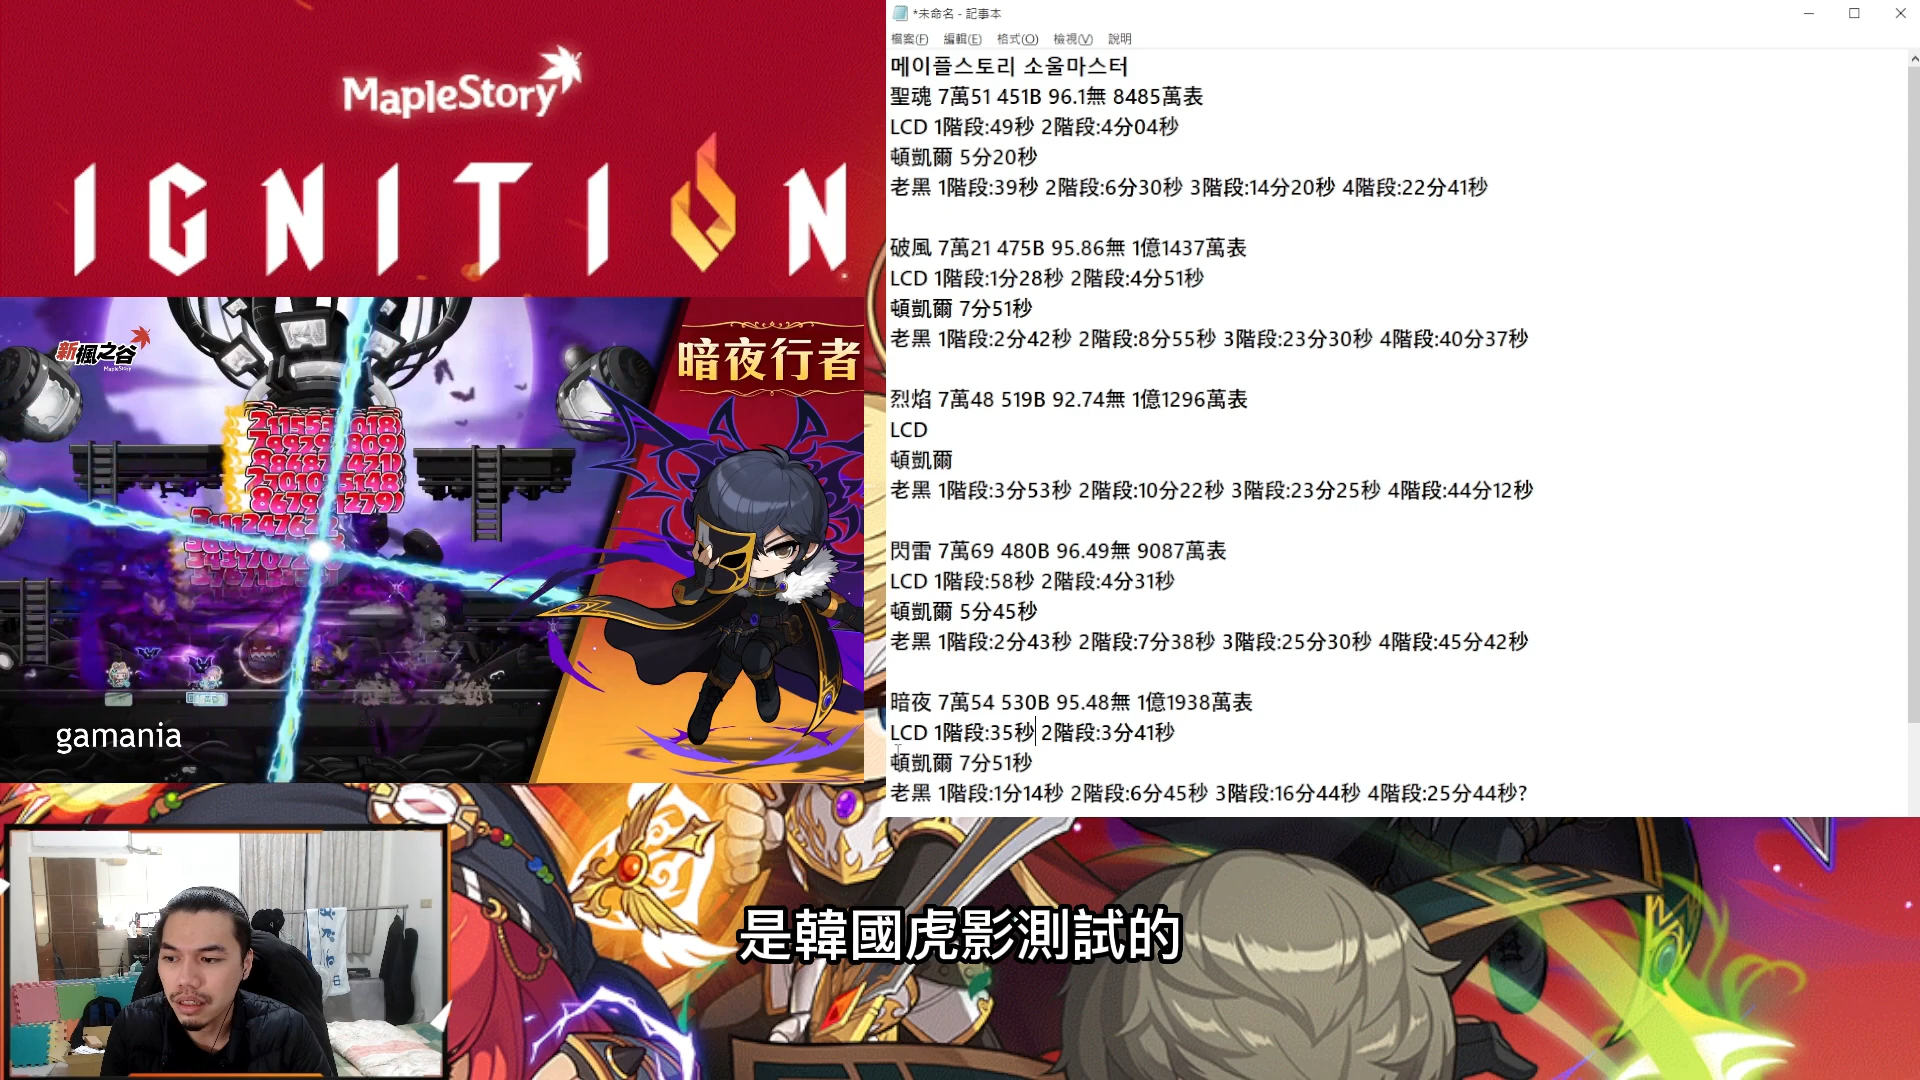 MapleStory
IGNITION
新楓之谷
MapleStory
暗夜行者
gamania
*未命名 - 記事本
檔案(F) 編輯(E) 格式(O) 檢視(V) 說明
메이플스토리 소울마스터
聖魂 7萬51 451B 96.1無 8485萬表
LCD 1階段:49秒 2階段:4分04秒
頓凱爾 5分20秒
老黑 1階段:39秒 2階段:6分30秒 3階段:14分20秒 4階段:22分41秒
破風 7萬21 475B 95.86無 1億1437萬表
LCD 1階段:1分28秒 2階段:4分51秒
頓凱爾 7分51秒
老黑 1階段:2分42秒 2階段:8分55秒 3階段:23分30秒 4階段:40分37秒
烈焰 7萬48 519B 92.74無 1億1296萬表
LCD
頓凱爾
老黑 1階段:3分53秒 2階段:10分22秒 3階段:23分25秒 4階段:44分12秒
閃雷 7萬69 480B 96.49無 9087萬表
LCD 1階段:58秒 2階段:4分31秒
頓凱爾 5分45秒
老黑 1階段:2分43秒 2階段:7分38秒 3階段:25分30秒 4階段:45分42秒
暗夜 7萬54 530B 95.48無 1億1938萬表
LCD 1階段:35秒 2階段:3分41秒
頓凱爾 7分51秒
老黑 1階段:1分14秒 2階段:6分45秒 3階段:16分44秒 4階段:25分44秒?
是韓國虎影測試的